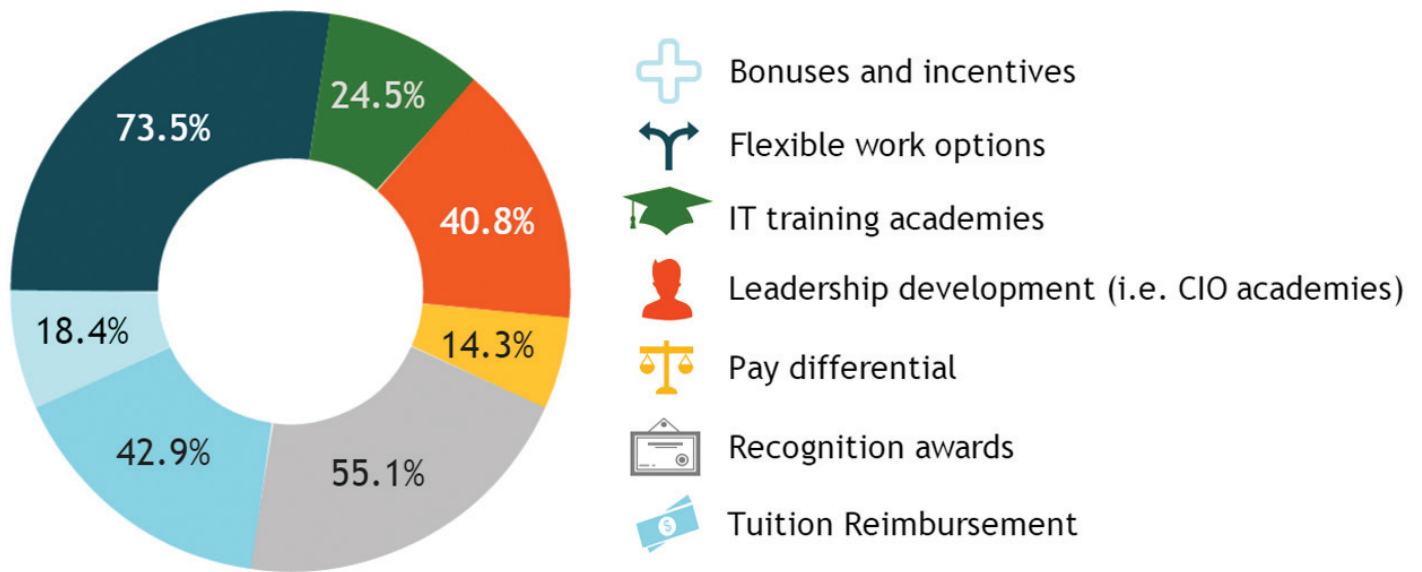 73.5%
24.5%
40.8%
14.3%
55.1%
42.9%
18.4%
Bonuses and incentives
Flexible work options
IT training academies
Leadership development (i.e. CIO academies)
Pay differential
Recognition awards
$
Tuition Reimbursement